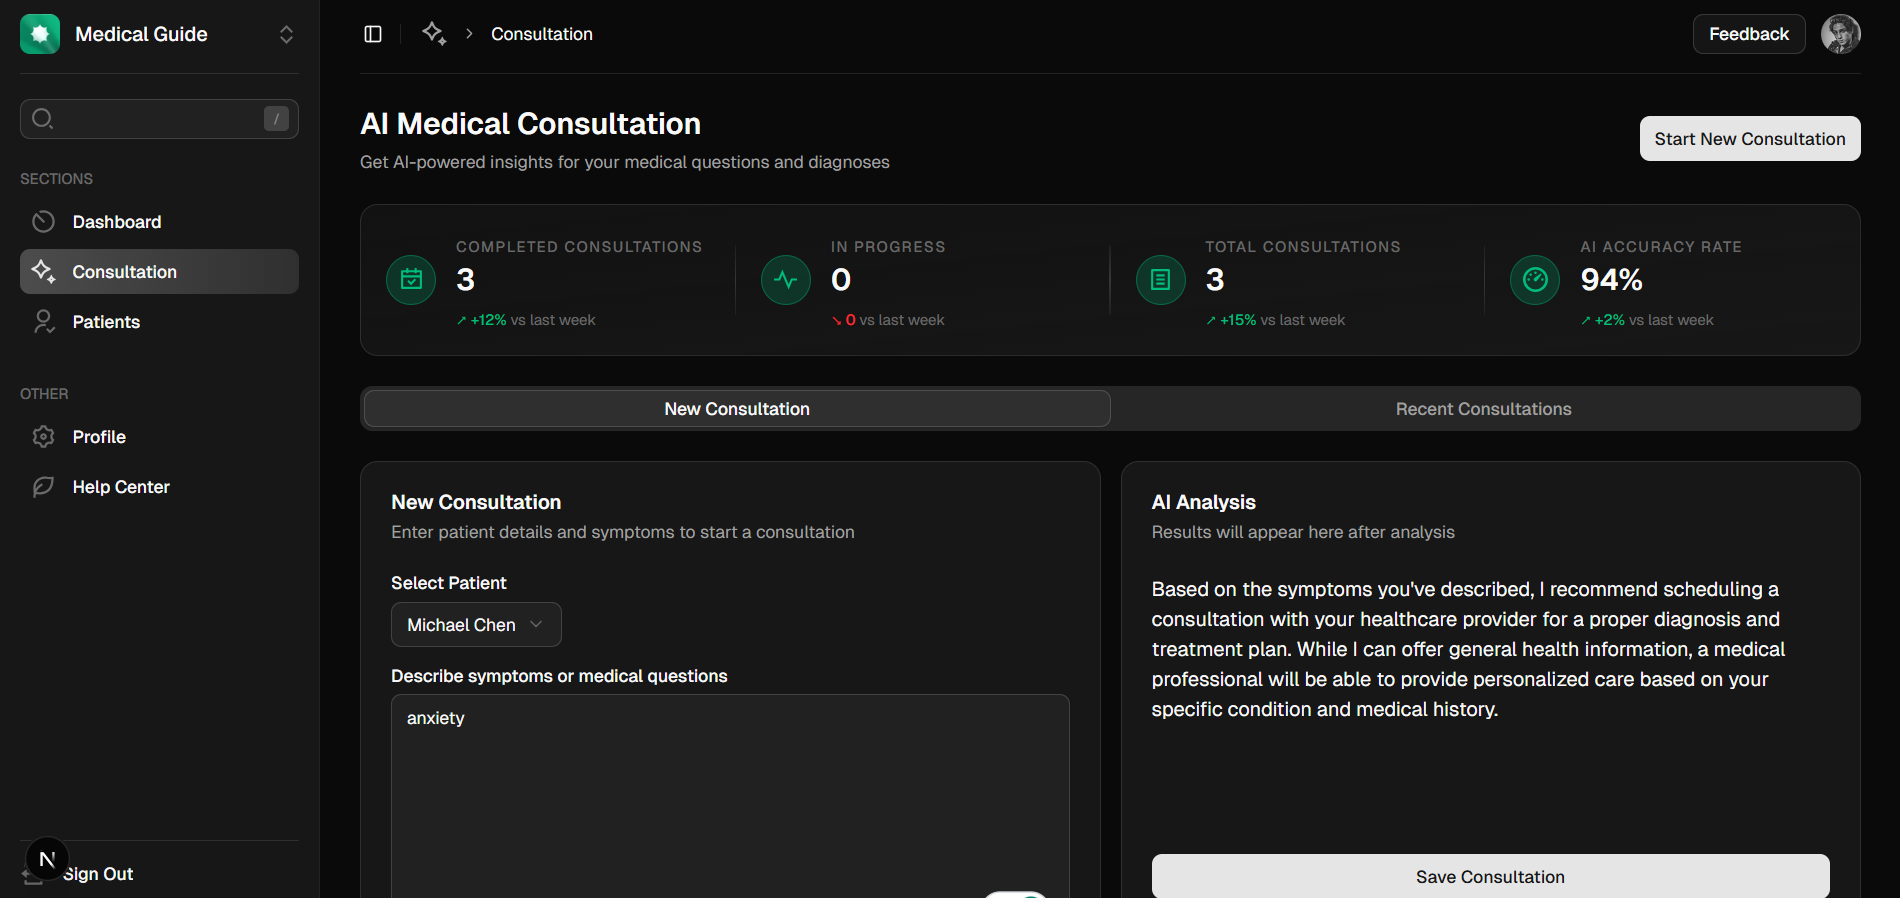 Medical Guide
Consultation
Feedback
/
SECTIONS
Dashboard
Consultation
Patients
OTHER
Profile
Help Center
N
Sign Out
AI Medical Consultation
Get AI-powered insights for your medical questions and diagnoses
Start New Consultation
COMPLETED CONSULTATIONS
3
+12% vs last week
IN PROGRESS
0
0 vs last week
TOTAL CONSULTATIONS
3
+15% vs last week
AI ACCURACY RATE
94%
+2% vs last week
New Consultation
Recent Consultations
New Consultation
Enter patient details and symptoms to start a consultation
Select Patient
Michael Chen
Describe symptoms or medical questions
anxiety
AI Analysis
Results will appear here after analysis
Based on the symptoms you've described, I recommend scheduling a
consultation with your healthcare provider for a proper diagnosis and
treatment plan. While I can offer general health information, a medical
professional will be able to provide personalized care based on your
specific condition and medical history.
Save Consultation